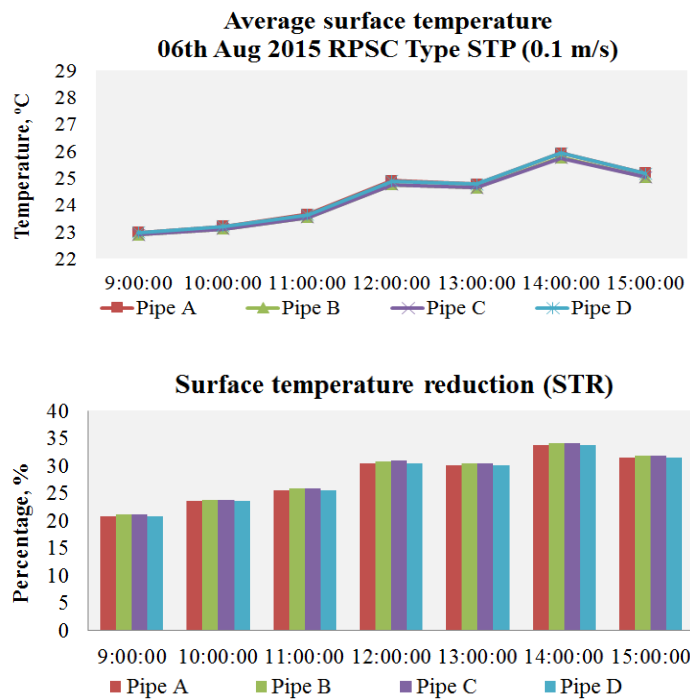 Average surface temperature
06th Aug 2015 RPSC Type STP (0.1 m/s)
Temperature, ºC
29
28
27
26
25
24
23
22
9:00:00 10:00:00 11:00:00 12:00:00 13:00:00 14:00:00 15:00:00
Pipe A Pipe B Pipe C Pipe D
Surface temperature reduction (STR)
Percentage, %
40
35
30
25
20
15
10
5
0
9:00:00 10:00:00 11:00:00 12:00:00 13:00:00 14:00:00 15:00:00
Pipe A Pipe B Pipe C Pipe D